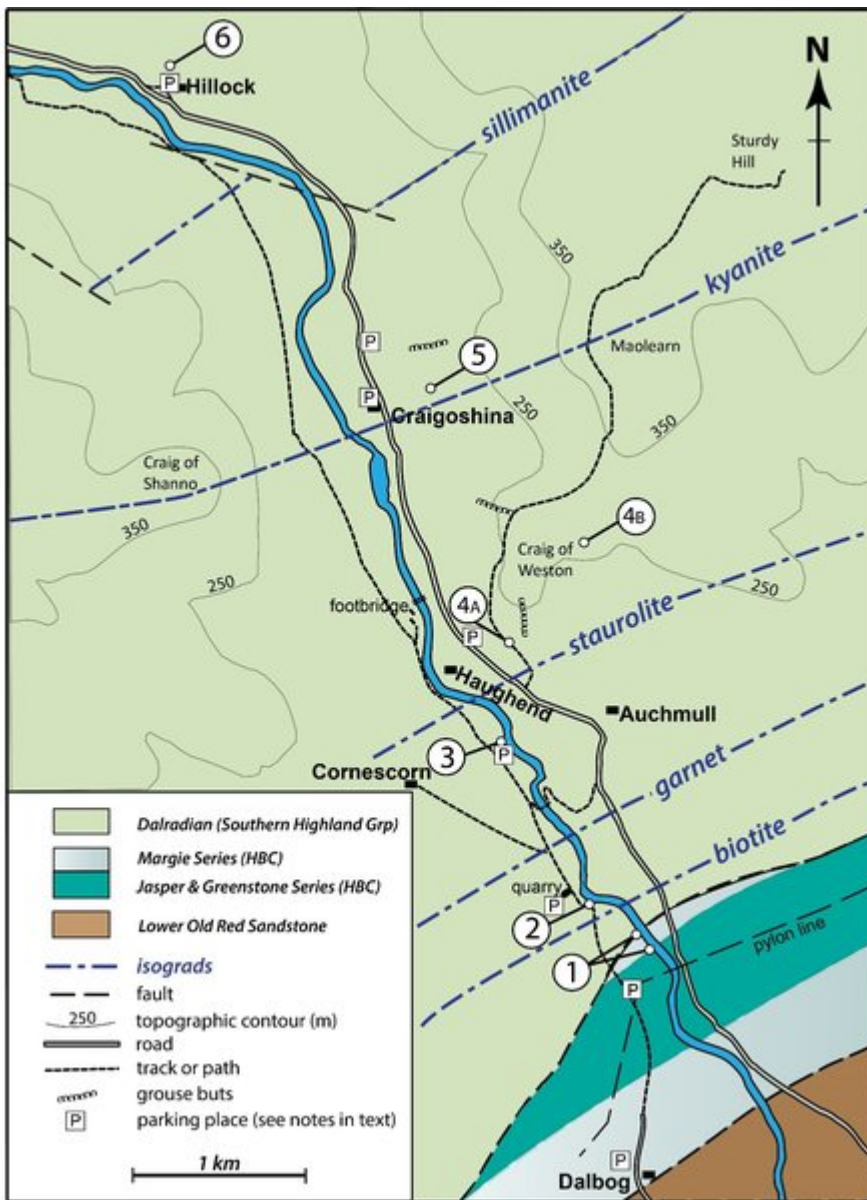 6
P
Hillock
N
sillimanite
Sturdy
Hill
350
kyanite
P
Maolearn
5
P
Craigoshina
250
350
Craig of
Shanno
350
4B
Craig of
Weston
250
250
footbridge
4A
P
staurolite
Haughend
Auchmull
3
P
Cornescorn
garnet
biotite
quarry
P
2
pylon line
1
P
P
Dalbog
Dalradian (Southern Highland Grp)
Margie Series (HBC)
Jasper & Greenstone Series (HBC)
Lower Old Red Sandstone
isograds
fault
250 topographic contour (m)
road
track or path
grouse buts
P parking place (see notes in text)
1 km